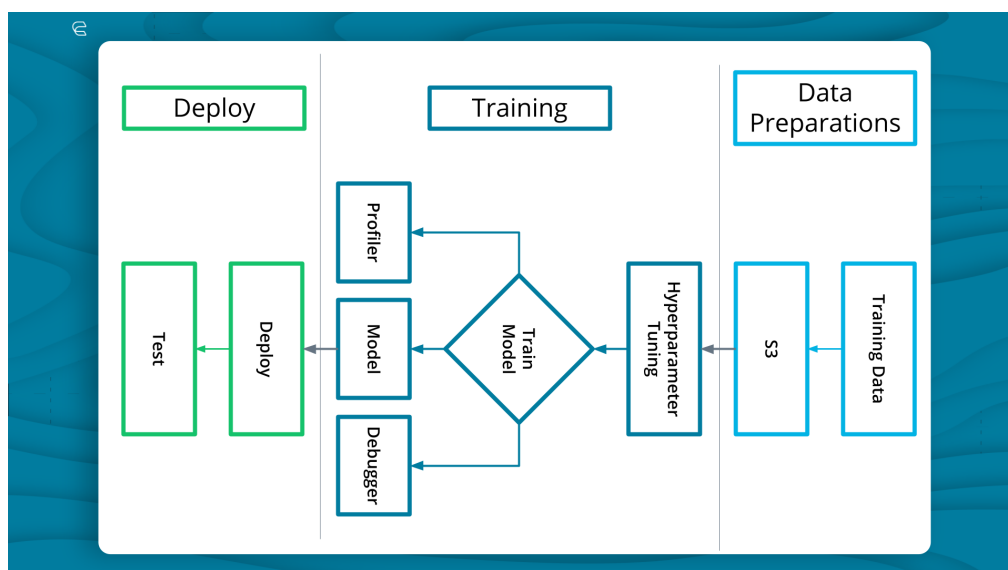 Deploy
Training
Data
Preparations
Profiler
Hyperparameter
Tuning
Train
Model
Training Data
S3
Model
Deploy
Test
Debugger